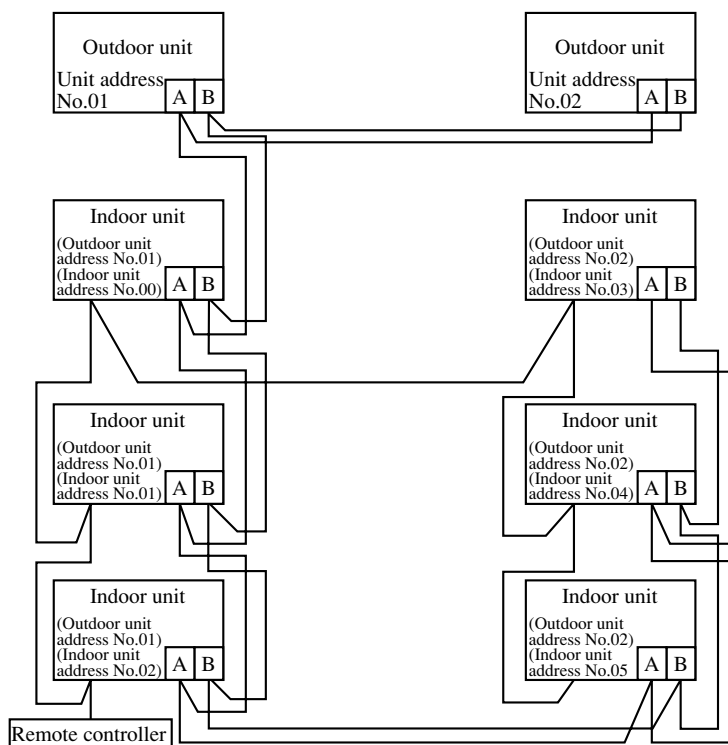 Outdoor unit
Unit address
No.01
A B
Outdoor unit
Unit address
No.02
A B
Indoor unit
(Outdoor unit
address No.01)
(Indoor unit
address No.00)
A B
Indoor unit
(Outdoor unit
address No.02)
(Indoor unit
address No.03)
A B
Indoor unit
(Outdoor unit
address No.01)
(Indoor unit
address No.01)
A B
Indoor unit
(Outdoor unit
address No.02)
(Indoor unit
address No.04)
A B
Indoor unit
(Outdoor unit
address No.01)
(Indoor unit
address No.02)
A B
Indoor unit
(Outdoor unit
address No.02)
(Indoor unit
address No.05
A B
Remote controller